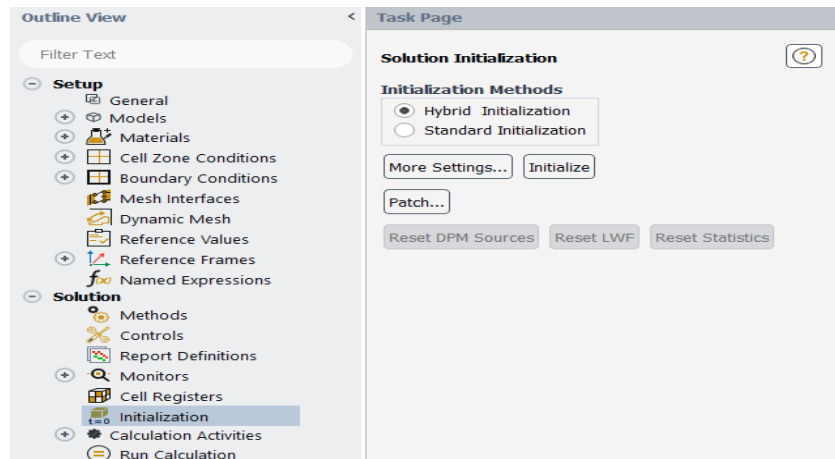 Outline View
<
Filter Text
Setup
General
Models
Materials
Cell Zone Conditions
Boundary Conditions
Mesh Interfaces
Dynamic Mesh
Reference Values
Reference Frames
f(x) Named Expressions
Solution
Methods
Controls
Report Definitions
Monitors
Cell Registers
t=0 Initialization
Calculation Activities
Run Calculation
Task Page
Solution Initialization
?
Initialization Methods
Hybrid Initialization
Standard Initialization
More Settings... Initialize
Patch...
Reset DPM Sources Reset LWF Reset Statistics